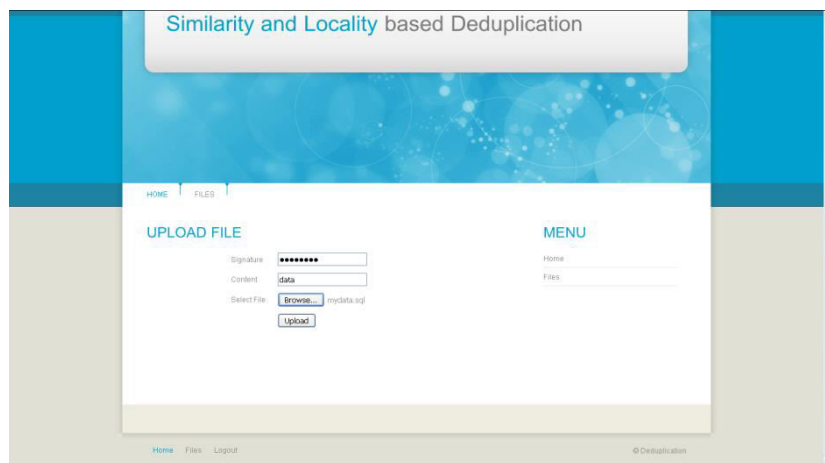 Similarity and Locality based Deduplication
HOME FILES
UPLOAD FILE
Signature ●●●●●●●●
Content data
Select File Browse... mydata.sql
Upload
MENU
Home
Files
Home Files Logout
© Deduplication